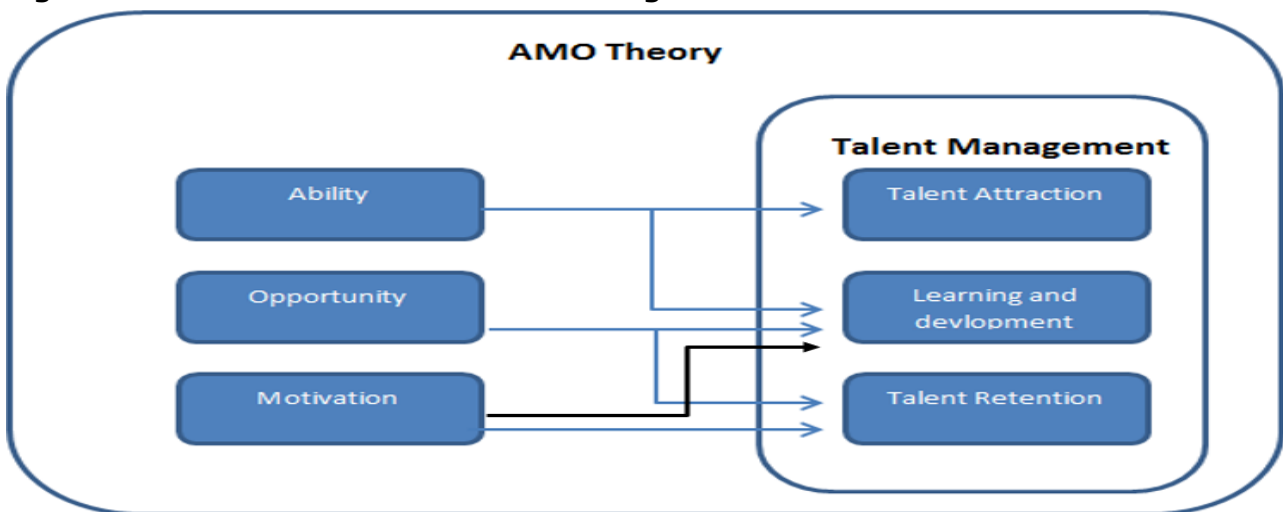 AMO Theory
Talent Management
Ability
Talent Attraction
Opportunity
Learning and
devlopment
Motivation
Talent Retention